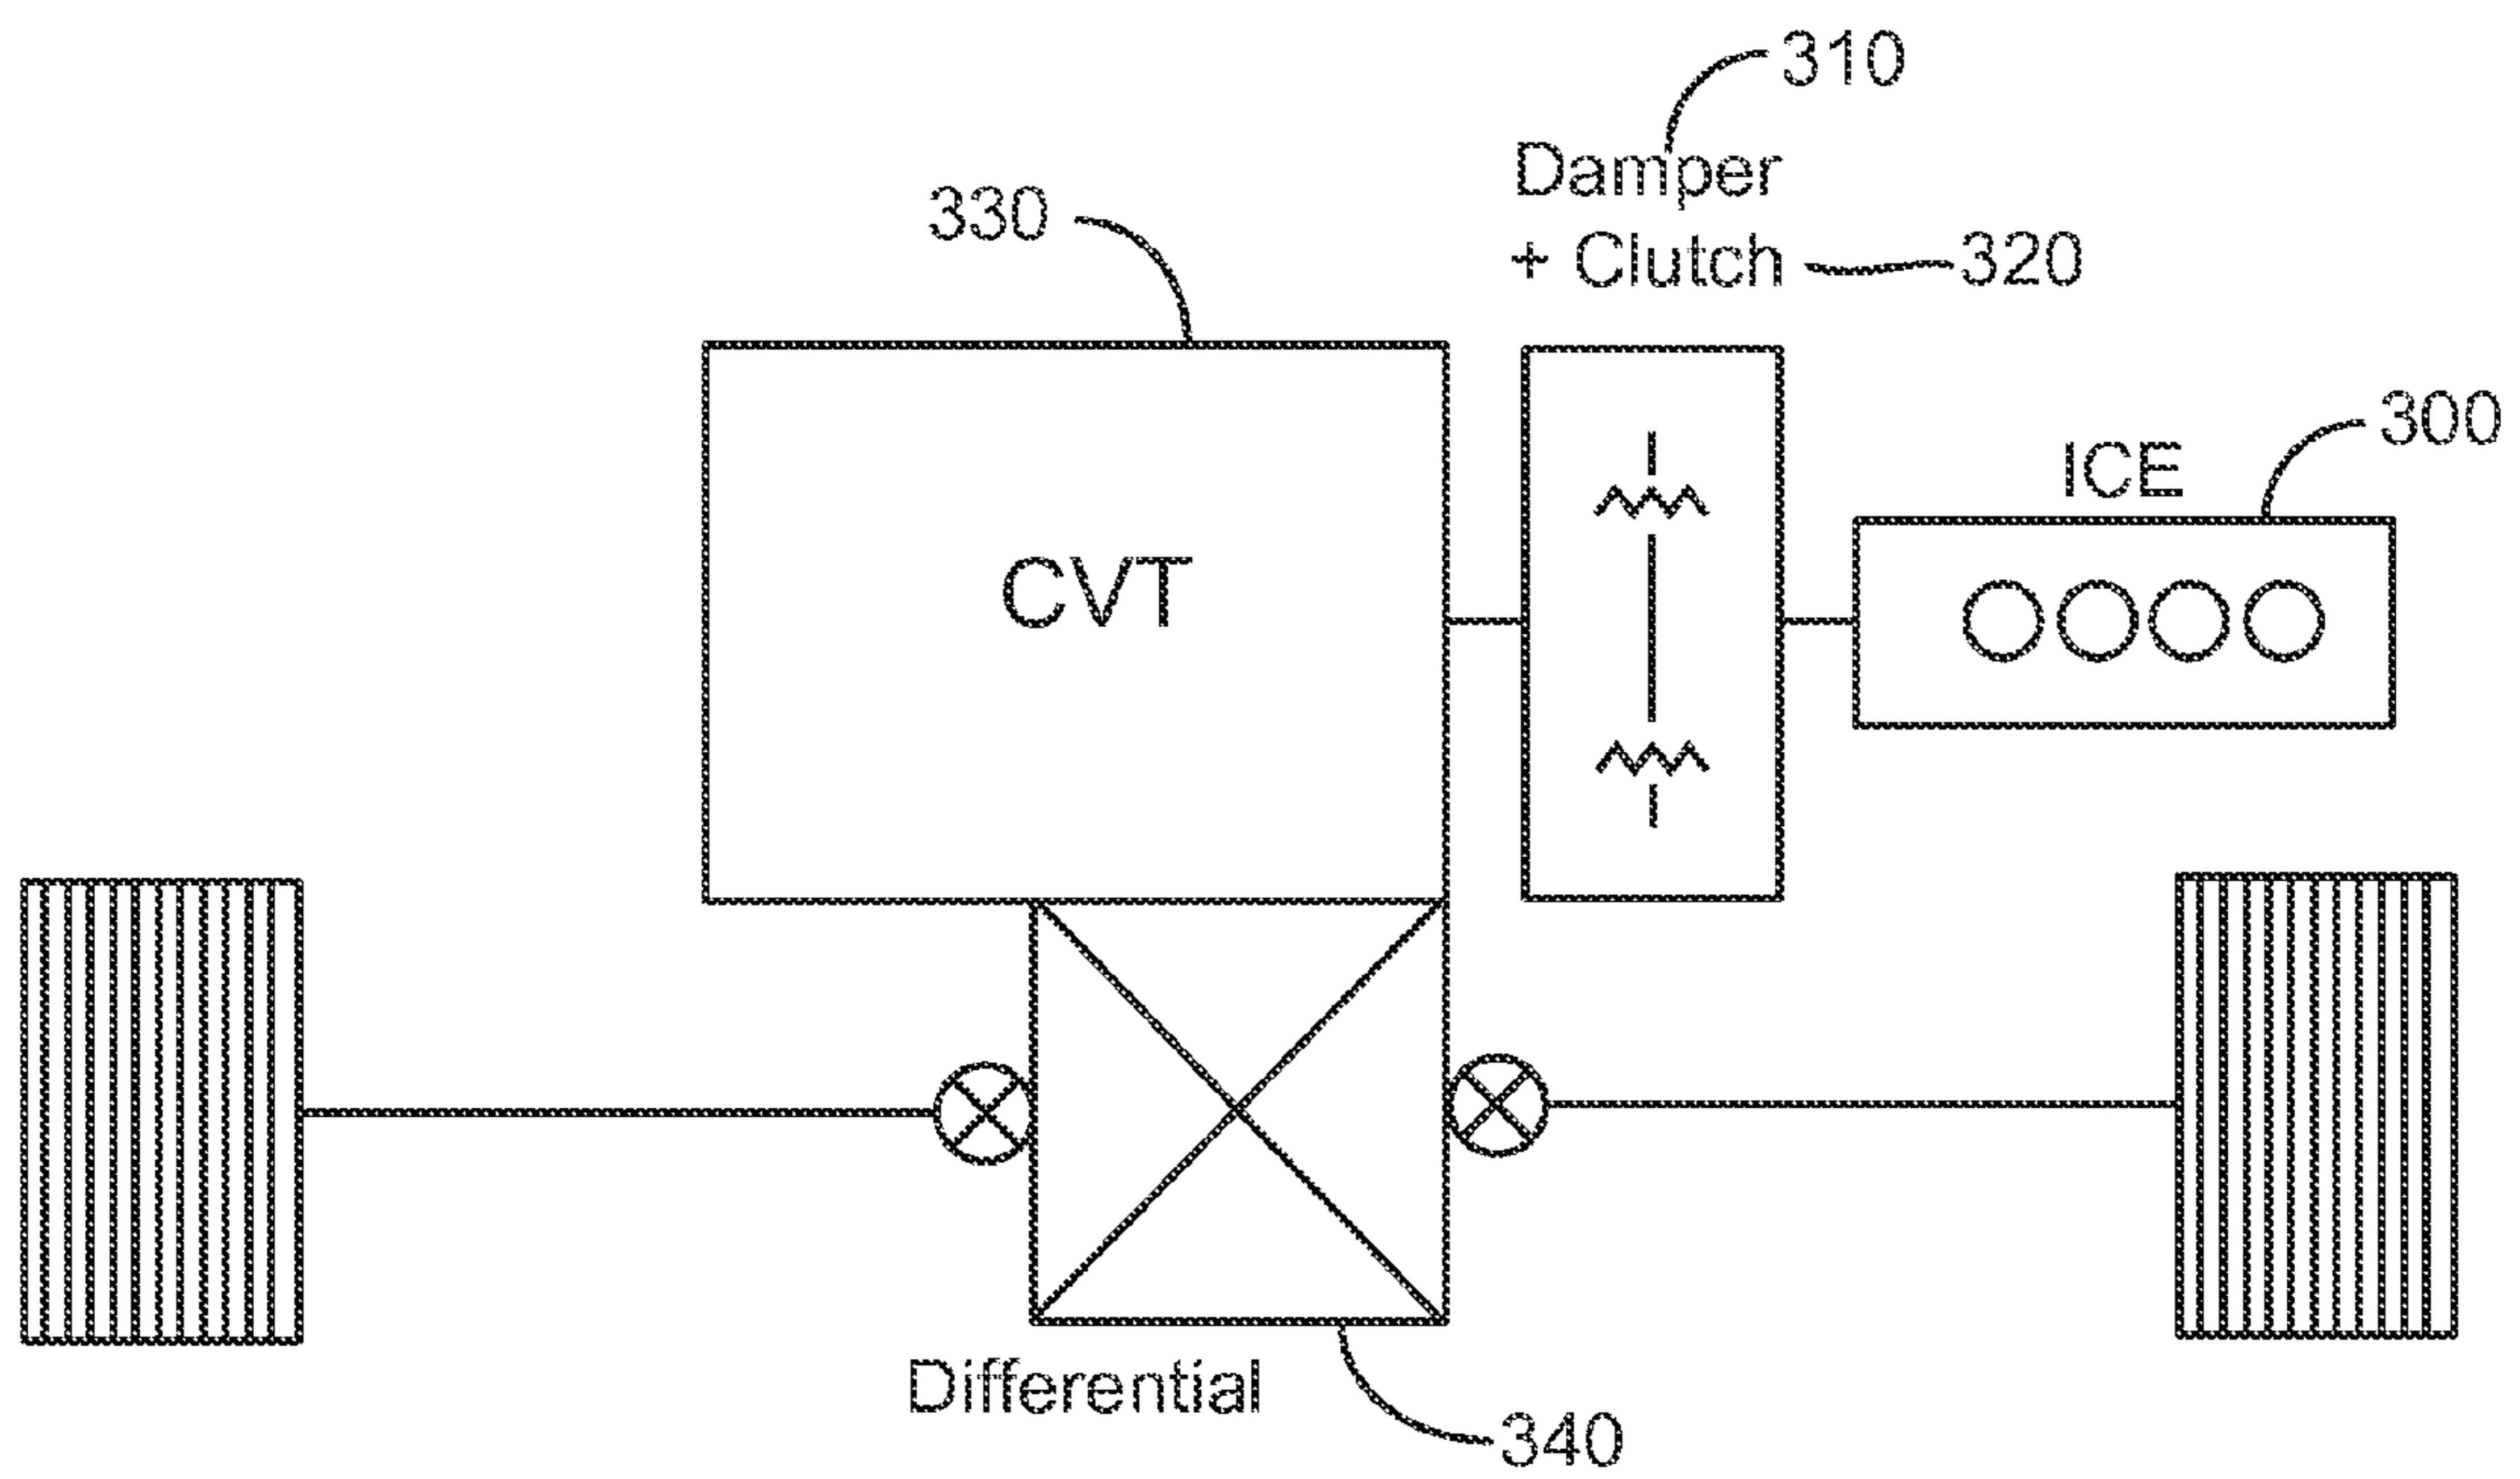 310
Damper
330
+ Clutch 320
300
ICE
CVT
Differential
340